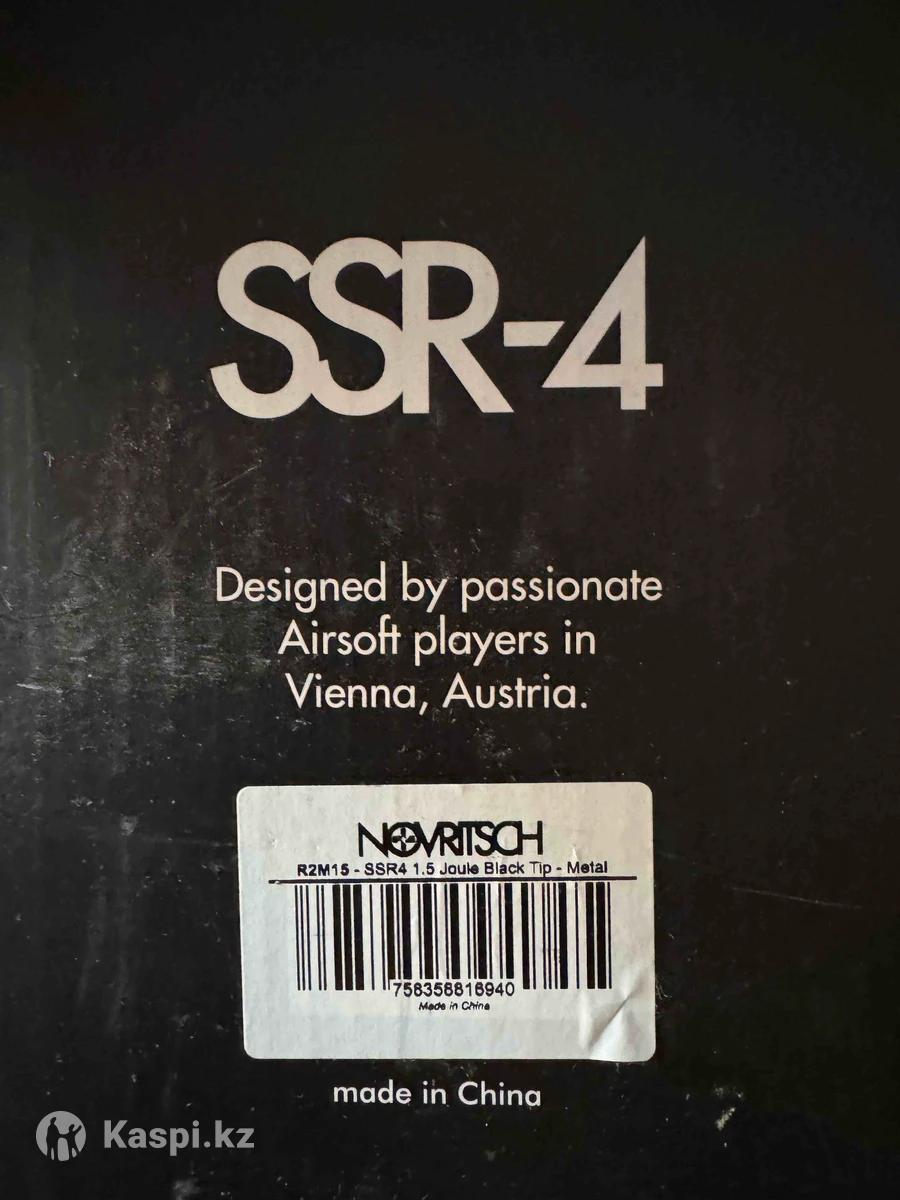 SSR-4
Designed by passionate
Airsoft players in
Vienna, Austria.
NOVRITSCH
R2M15 - SSR4 1.5 Joule Black Tip - Metal
758358816940
Made in China
made in China
Kaspi.kz